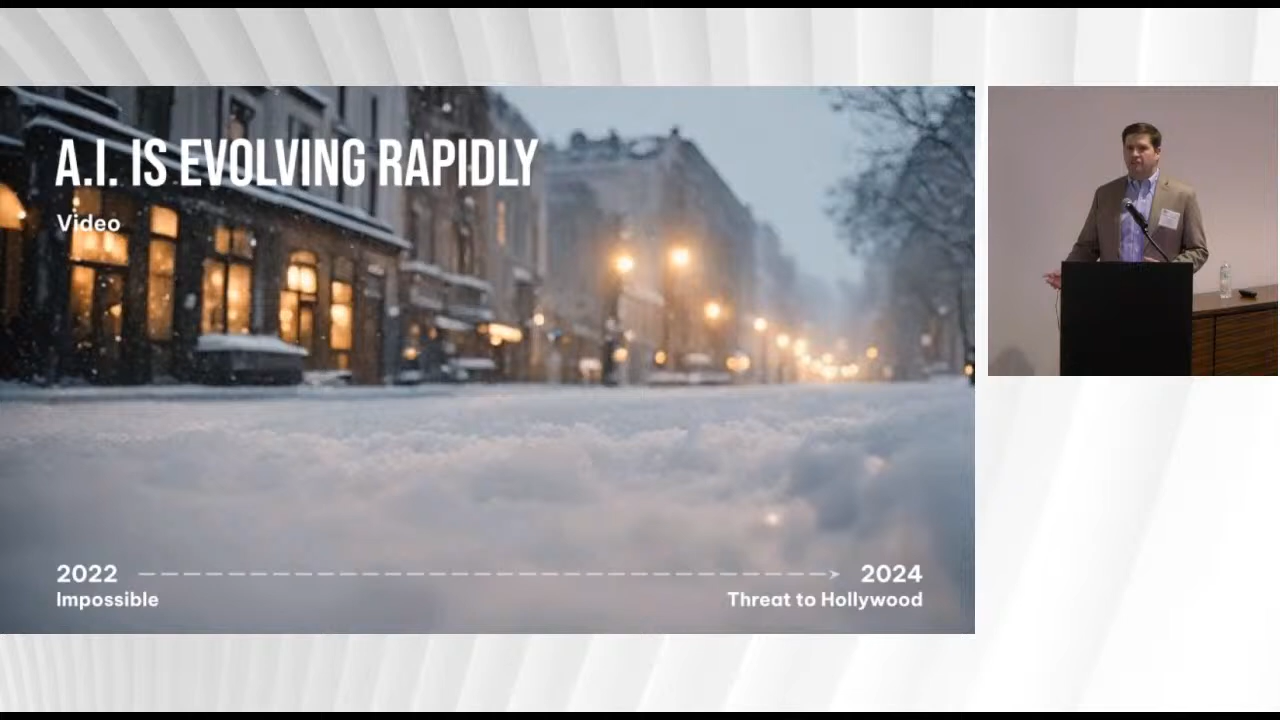 A.I. IS EVOLVING RAPIDLY
Video
2022
2024
Impossible
Threat to Hollywood